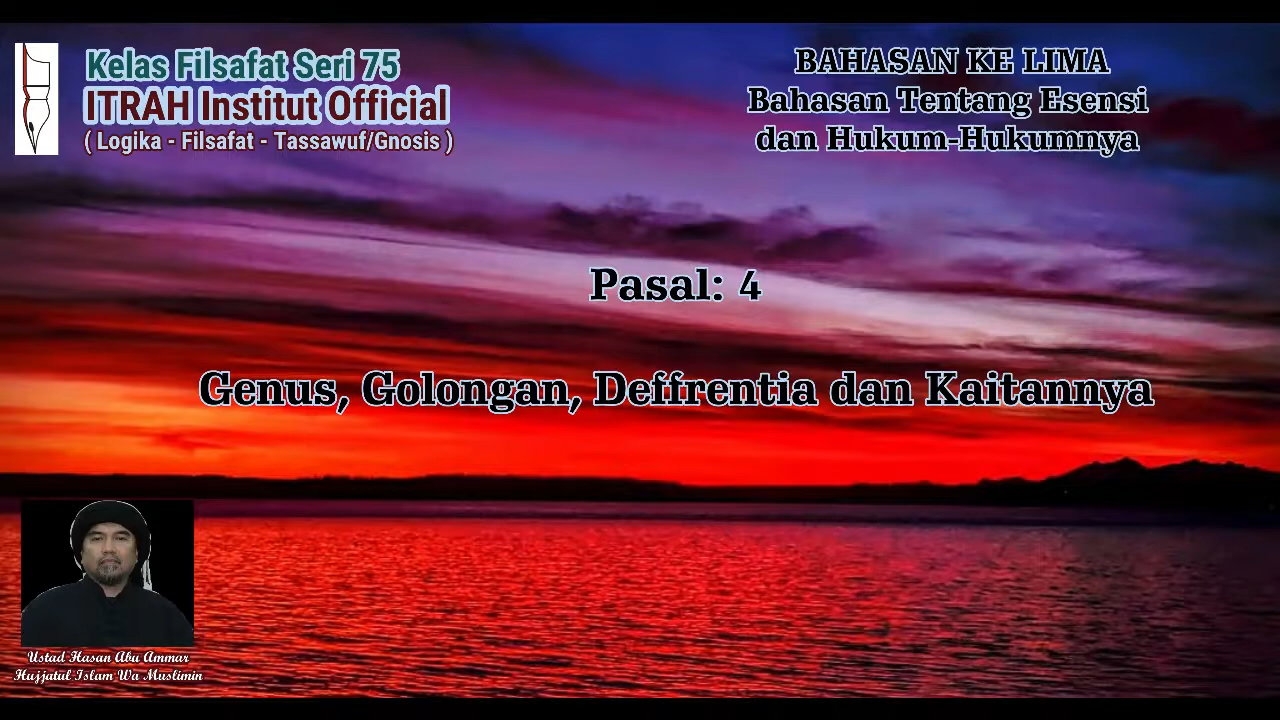 Kelas Filsafat Seri 75
ITRAH Institut Official
( Logika - Filsafat - Tassawuf/Gnosis )
BAHASAN KE LIMA
Bahasan Tentang Esensi
dan Hukum-Hukumnya
Pasal: 4
Genus, Golongan, Deffrentia dan Kaitannya
Ustad Hasan Abu Ammar
Hujjatul Islam Wa Muslimin